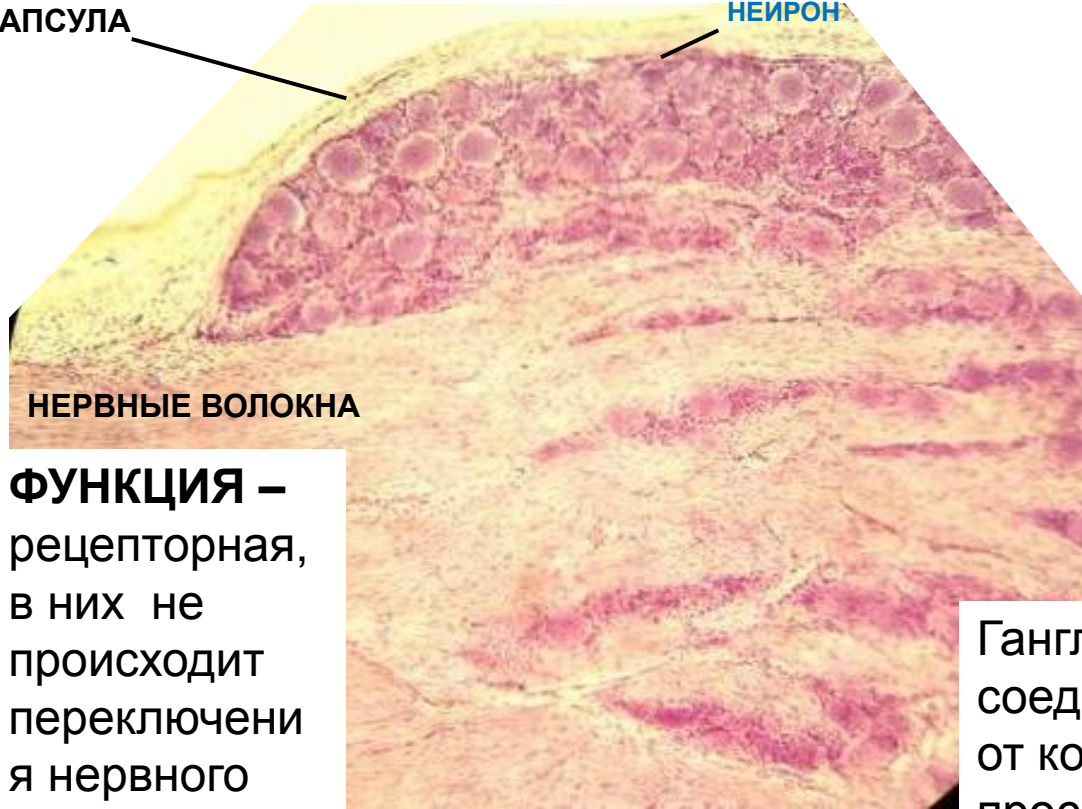 АПСУЛА
НЕЙРОН
НЕРВНЫЕ ВОЛОКНА
ФУНКЦИЯ –
рецепторная,
в них не
происходит
переключени
я нервного
Гангл
соед
от ко